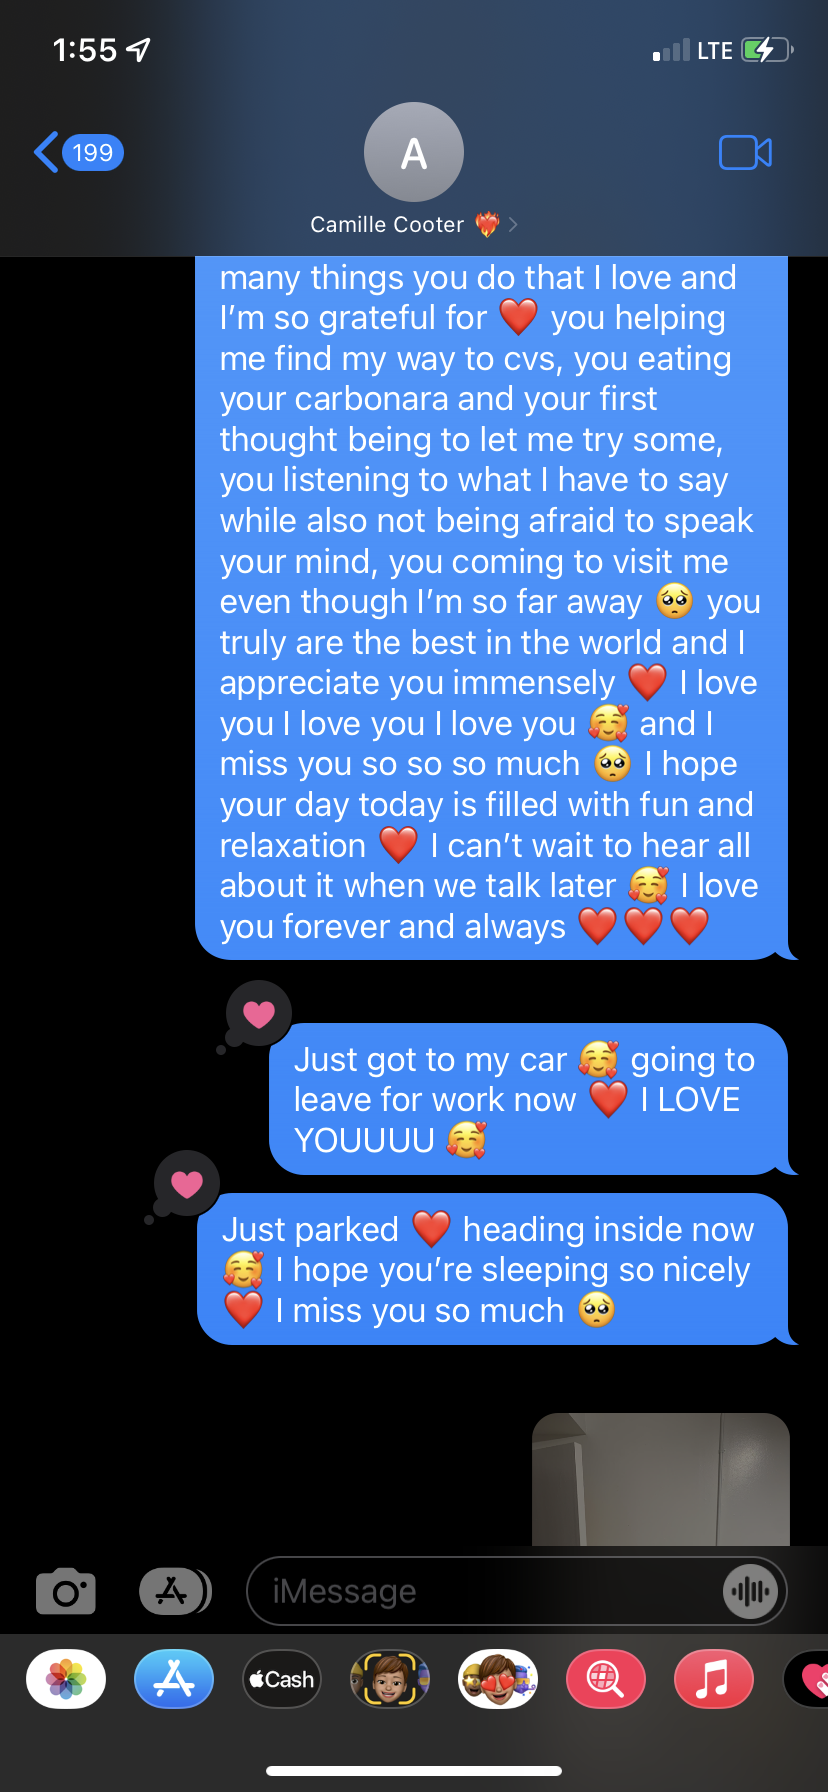 1:55
LTE
199
A
Camille Cooter ❤️‍🔥
many things you do that I love and
I’m so grateful for ❤️ you helping
me find my way to cvs, you eating
your carbonara and your first
thought being to let me try some,
you listening to what I have to say
while also not being afraid to speak
your mind, you coming to visit me
even though I’m so far away 🥺 you
truly are the best in the world and I
appreciate you immensely ❤️ I love
you I love you I love you 🥰 and I
miss you so so so much 🥺 I hope
your day today is filled with fun and
relaxation ❤️ I can’t wait to hear all
about it when we talk later 🥰 I love
you forever and always ❤️❤️❤️
Just got to my car 🥰 going to
leave for work now ❤️ I LOVE
YOUUUU 🥰
Just parked ❤️ heading inside now
🥰 I hope you’re sleeping so nicely
❤️ I miss you so much 🥺
iMessage
Cash